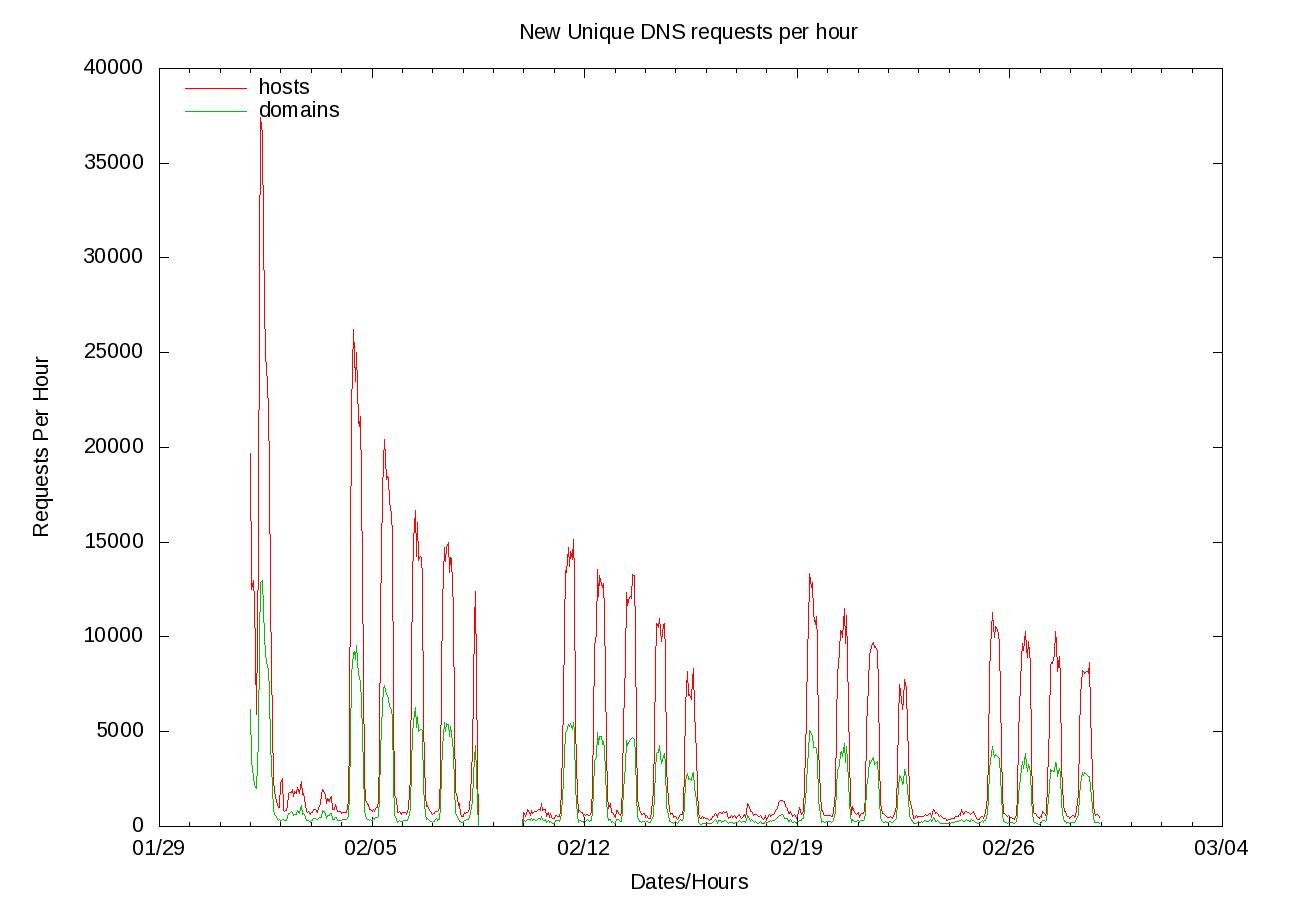 New Unique DNS requests per hour
40000
hosts
domains
35000
30000
25000
20000
15000
10000
5000
0
Requests Per Hour
01/29 02/05 02/12 02/19 02/26 03/04
Dates/Hours